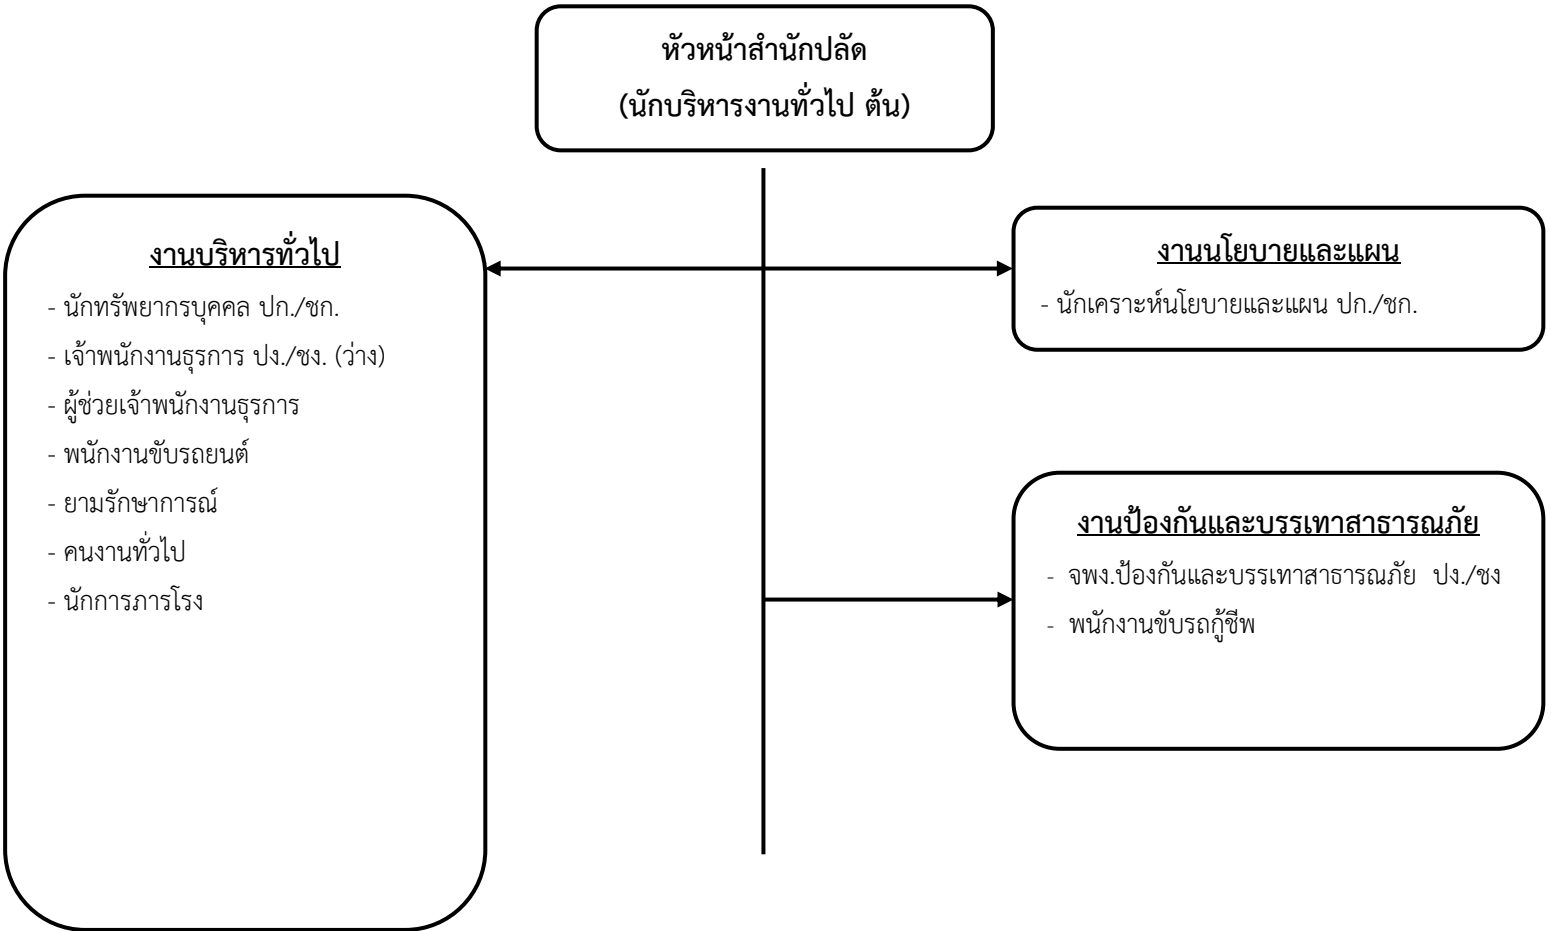 หัวหน้าสำนักปลัด
(นักบริหารงานทั่วไป ต้น)
งานบริหารทั่วไป
- นักทรัพยากรบุคคล ปก./ชก.
- เจ้าพนักงานธุรการ ปง./ชง. (ว่าง)
- ผู้ช่วยเจ้าพนักงานธุรการ
- พนักงานขับรถยนต์
- ยามรักษาการณ์
- คนงานทั่วไป
- นักการภารโรง
งานนโยบายและแผน
- นักเคราะห์นโยบายและแผน ปก./ชก.
งานป้องกันและบรรเทาสาธารณภัย
- จพง.ป้องกันและบรรเทาสาธารณภัย ปง./ชง
- พนักงานขับรถกู้ชีพ